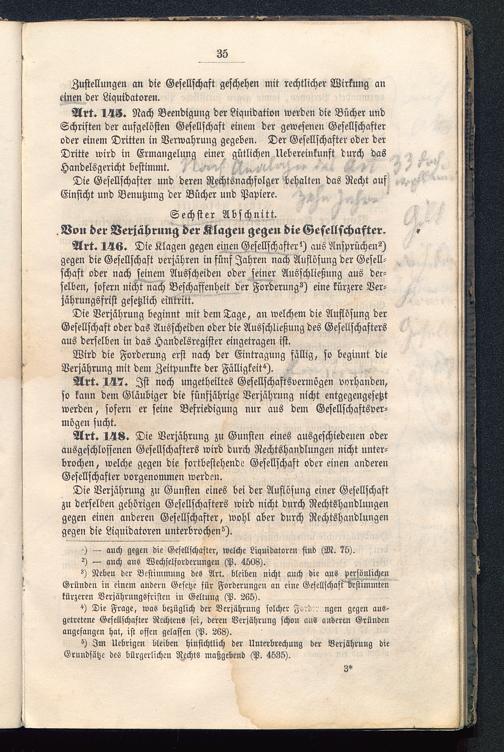 35
Zustellungen an die Gesellschaft geschehen mit rechtlicher Wirkung an
einen der Liquidatoren.
Art. 145. Nach Beendigung der Liquidation werden die Bücher und
Schriften der aufgelösten Gesellschaft einem der gewesenen Gesellschafter
oder einem Dritten in Verwahrung gegeben. Der Gesellschafter oder der
Dritte wird in Ermangelung einer gütlichen Uebereinkunft durch das
Handelsgericht bestimmt.
Nach Analogie des Art 33
Die Gesellschafter und deren Rechtsnachfolger behalten das Recht auf
Einsicht und Benutzung der Bücher und Papiere.
Zehn Jahre
Sechster Abschnitt.
Von der Verjährung der Klagen gegen die Gesellschafter.
Art. 146. Die Klagen gegen einen Gesellschafter¹) aus Ansprüchen²)
gegen die Gesellschaft verjähren in fünf Jahren nach Auflösung der Gesell-
schaft oder nach seinem Ausscheiden oder seiner Ausschließung aus der-
selben, sofern nicht nach Beschaffenheit der Forderung³) eine kürzere Ver-
jährungsfrist gesetzlich eintritt.
Die Verjährung beginnt mit dem Tage, an welchem die Auflösung der
Gesellschaft oder das Ausscheiden oder die Ausschließung des Gesellschafters
aus derselben in das Handelsregister eingetragen ist.
Wird die Forderung erst nach der Eintragung fällig, so beginnt die
Verjährung mit dem Zeitpunkte der Fälligkeit⁴).
Art. 147. Ist noch ungetheiltes Gesellschaftsvermögen vorhanden,
so kann dem Gläubiger die fünfjährige Verjährung nicht entgegengesetzt
werden, sofern er seine Befriedigung nur aus dem Gesellschaftsver-
mögen sucht.
Art. 148. Die Verjährung zu Gunsten eines ausgeschiedenen oder
ausgeschlossenen Gesellschafters wird durch Rechtshandlungen nicht unter-
brochen, welche gegen die fortbestehende Gesellschaft oder einen anderen
Gesellschafter vorgenommen werden.
Die Verjährung zu Gunsten eines bei der Auflösung einer Gesellschaft
zu derselben gehörigen Gesellschafters wird nicht durch Rechtshandlungen
gegen einen anderen Gesellschafter, wohl aber durch Rechtshandlungen
gegen die Liquidatoren unterbrochen⁵).
¹) — auch gegen die Gesellschafter, welche Liquidatoren sind (M. 75).
²) — auch aus Wechselforderungen (P. 4508).
³) Neben der Bestimmung des Art. bleiben nicht auch die aus persönlichen
Gründen in einem andern Gesetz für Forderungen an eine Gesellschaft bestimmten
kürzeren Verjährungsfristen in Geltung (P. 265).
⁴) Die Frage, was bezüglich der Verjährung solcher Forderungen gegen aus-
getretene Gesellschafter Rechtens sei, deren Verjährung schon aus anderen Gründen
angefangen hat, ist offen gelassen (P. 268).
⁵) Im Uebrigen bleiben hinsichtlich der Unterbrechung der Verjährung die
Grundsätze des bürgerlichen Rechts maßgebend (P. 4535).
3*